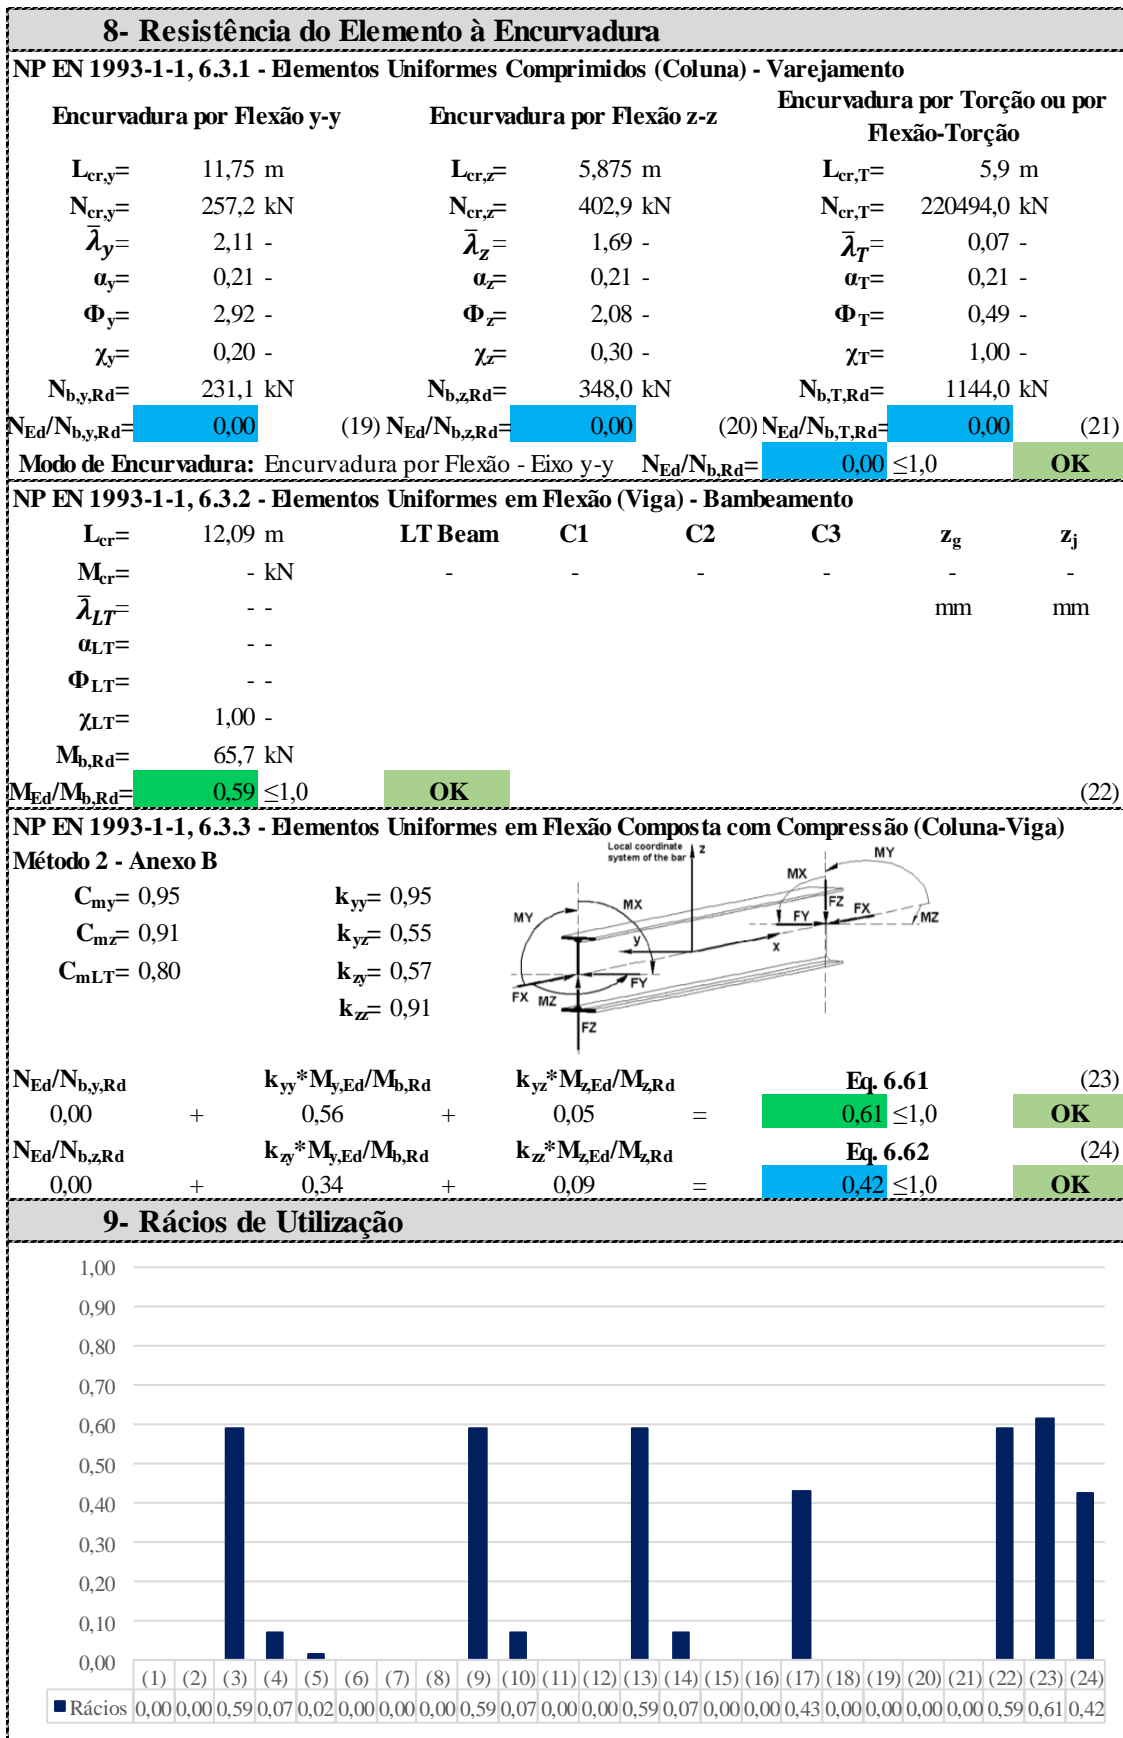 8- Resistência do Elemento à Encurvadura
NP EN 1993-1-1, 6.3.1 - Elementos Uniformes Comprimidos (Coluna) - Varejamento
Encurvadura por Flexão y-y Encurvadura por Flexão z-z Encurvadura por Torção ou por Flexão-Torção
Lcr,y= 11,75 m Lcr,z= 5,875 m Lcr,T= 5,9 m
Ncr,y= 257,2 kN Ncr,z= 402,9 kN Ncr,T= 220494,0 kN
λ̅y= 2,11 - λ̅z= 1,69 - λ̅T= 0,07 -
αy= 0,21 - αz= 0,21 - αT= 0,21 -
Φy= 2,92 - Φz= 2,08 - ΦT= 0,49 -
χy= 0,20 - χz= 0,30 - χT= 1,00 -
Nb,y,Rd= 231,1 kN Nb,z,Rd= 348,0 kN Nb,T,Rd= 1144,0 kN
NEd/Nb,y,Rd= 0,00 (19) NEd/Nb,z,Rd= 0,00 (20) NEd/Nb,T,Rd= 0,00 (21)
Modo de Encurvadura: Encurvadura por Flexão - Eixo y-y NEd/Nb,Rd= 0,00 ≤1,0 OK
NP EN 1993-1-1, 6.3.2 - Elementos Uniformes em Flexão (Viga) - Bambeamento
Lcr= 12,09 m LT Beam C1 C2 C3 zg zj
Mcr= - kN - - - - - -
λ̅LT= - - mm mm
αLT= - -
ΦLT= - -
χLT= 1,00 -
Mb,Rd= 65,7 kN
MEd/Mb,Rd= 0,59 ≤1,0 OK (22)
NP EN 1993-1-1, 6.3.3 - Elementos Uniformes em Flexão Composta com Compressão (Coluna-Viga)
Método 2 - Anexo B
Cmy= 0,95 kyy= 0,95
Cmz= 0,91 kyz= 0,55
CmLT= 0,80 kzy= 0,57
kzz= 0,91
Local coordinate
system of the bar
z
MY
MX
MY
MX
FZ
FY
FX
MZ
y
x
FY
FX
MZ
FZ
NEd/Nb,y,Rd kyy*My,Ed/Mb,Rd kyz*Mz,Ed/Mz,Rd Eq. 6.61 (23)
0,00 + 0,56 + 0,05 = 0,61 ≤1,0 OK
NEd/Nb,z,Rd kzy*My,Ed/Mb,Rd kzz*Mz,Ed/Mz,Rd Eq. 6.62 (24)
0,00 + 0,34 + 0,09 = 0,42 ≤1,0 OK
9- Rácios de Utilização
1,00
0,90
0,80
0,70
0,60
0,50
0,40
0,30
0,20
0,10
0,00
(1) (2) (3) (4) (5) (6) (7) (8) (9) (10) (11) (12) (13) (14) (15) (16) (17) (18) (19) (20) (21) (22) (23) (24)
Rácios 0,00 0,00 0,59 0,07 0,02 0,00 0,00 0,00 0,59 0,07 0,00 0,00 0,59 0,07 0,00 0,00 0,43 0,00 0,00 0,00 0,00 0,59 0,61 0,42